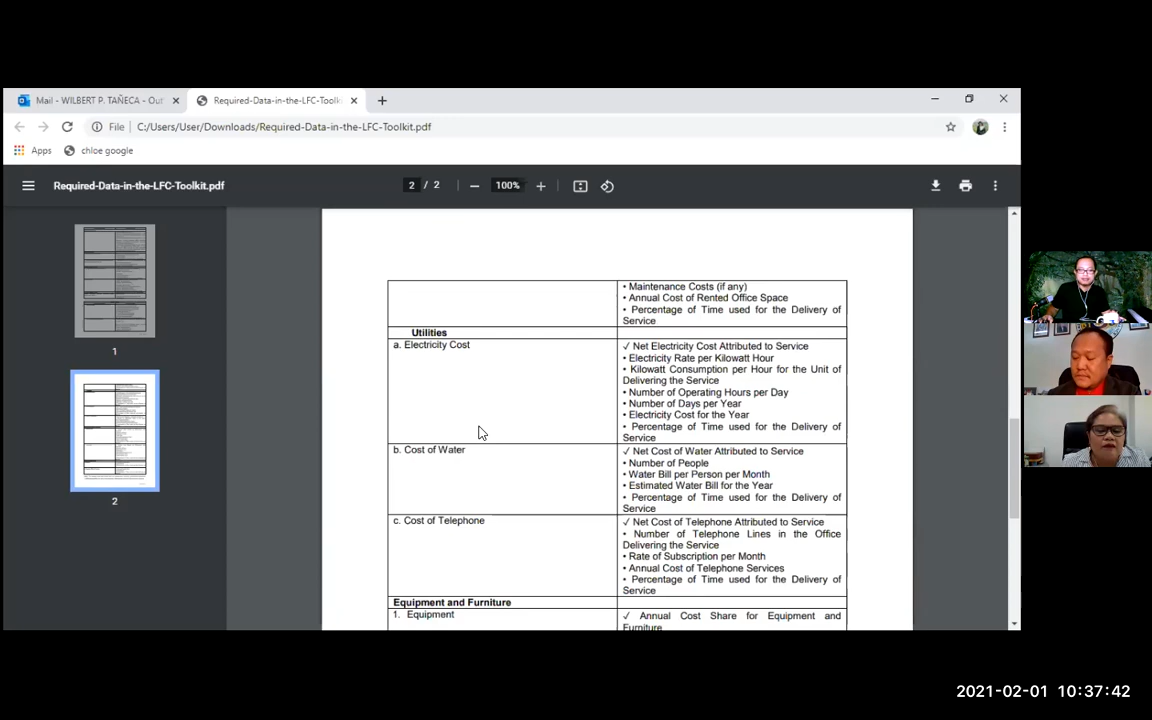 Mail - WILBERT P. TAÑECA - Out
Required-Data-in-the-LFC-Toolk
File
C:/Users/User/Downloads/Required-Data-in-the-LFC-Toolkit.pdf
Apps
chloe google
Required-Data-in-the-LFC-Toolkit.pdf
2 / 2
100%
1
2
• Maintenance Costs (if any)
• Annual Cost of Rented Office Space
• Percentage of Time used for the Delivery of
Service
Utilities
a. Electricity Cost
✓ Net Electricity Cost Attributed to Service
• Electricity Rate per Kilowatt Hour
• Kilowatt Consumption per Hour for the Unit of
Delivering the Service
• Number of Operating Hours per Day
• Number of Days per Year
• Electricity Cost for the Year
• Percentage of Time used for the Delivery of
Service
b. Cost of Water
✓ Net Cost of Water Attributed to Service
• Number of People
• Water Bill per Person per Month
• Estimated Water Bill for the Year
• Percentage of Time used for the Delivery of
Service
c. Cost of Telephone
✓ Net Cost of Telephone Attributed to Service
• Number of Telephone Lines in the Office
Delivering the Service
• Rate of Subscription per Month
• Annual Cost of Telephone Services
• Percentage of Time used for the Delivery of
Service
Equipment and Furniture
1. Equipment
✓ Annual Cost Share for Equipment and
Furniture
2021-02-01 10:37:42